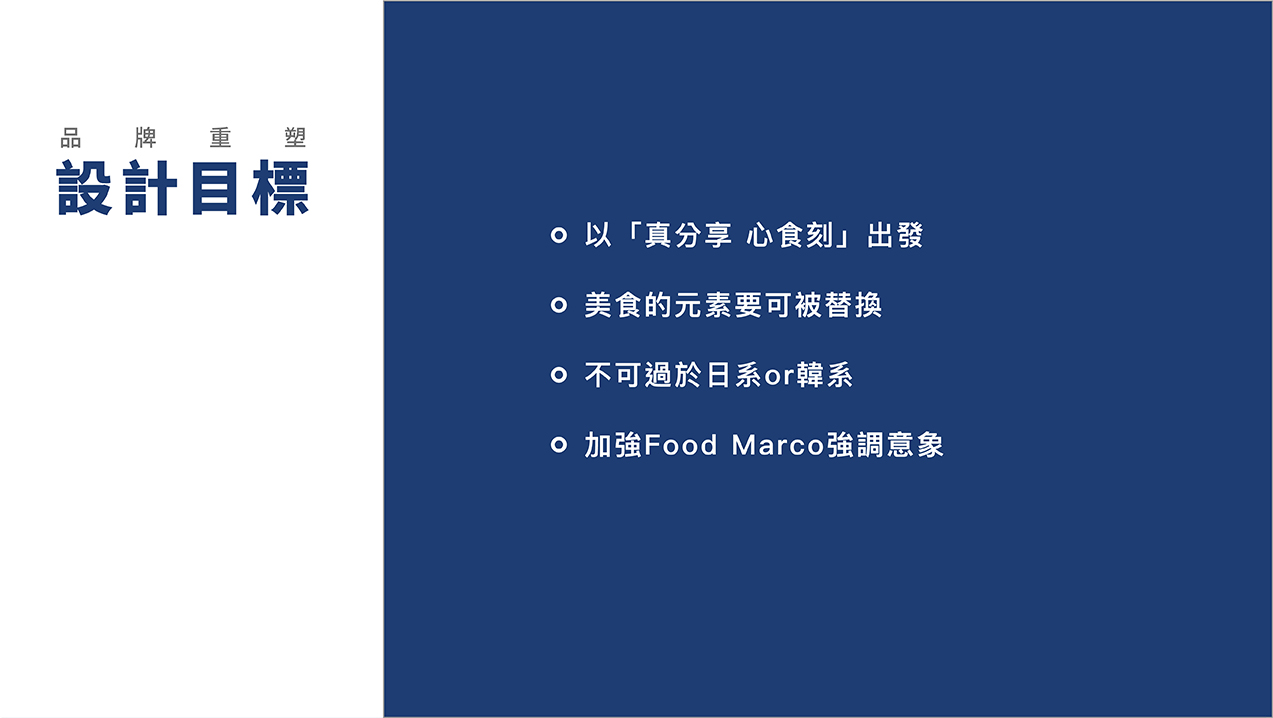 品牌重塑
設計目標
以「真分享 心食刻」出發
美食的元素要可被替換
不可過於日系or韓系
加強Food Marco強調意象